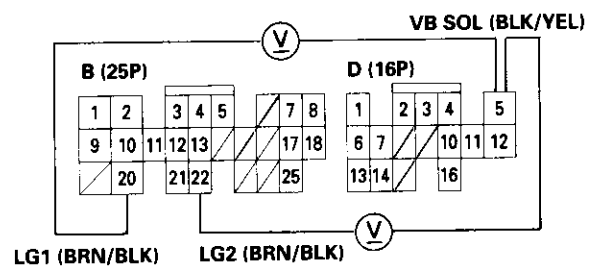 VB SOL (BLK/YEL)
V
B (25P)
D (16P)
1 2 3 4 5 7 8
9 10 11 12 13 17 18
20 21 22 25
1 2 3 4 5
6 7 10 11 12
13 14 16
V
LG1 (BRN/BLK)
LG2 (BRN/BLK)